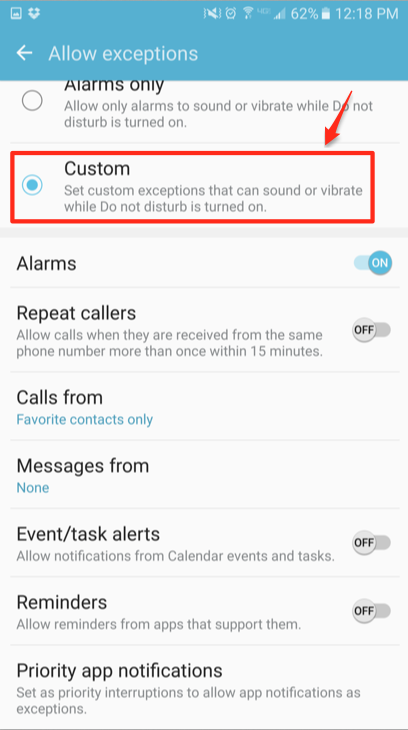 62% 12:18 PM
Allow exceptions
Alarms only
Allow only alarms to sound or vibrate while Do not
disturb is turned on.
Custom
Set custom exceptions that can sound or vibrate
while Do not disturb is turned on.
Alarms ON
Repeat callers
Allow calls when they are received from the same
phone number more than once within 15 minutes.
OFF
Calls from
Favorite contacts only
Messages from
None
Event/task alerts
Allow notifications from Calendar events and tasks.
OFF
Reminders
Allow reminders from apps that support them.
OFF
Priority app notifications
Set as priority interruptions to allow app notifications as
exceptions.